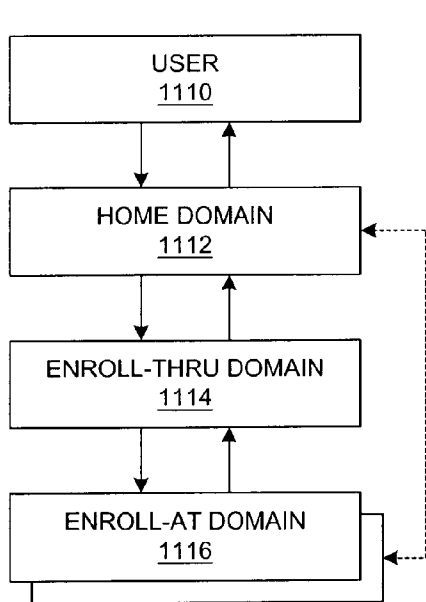 USER
1110
HOME DOMAIN
1112
ENROLL-THRU DOMAIN
1114
ENROLL-AT DOMAIN
1116